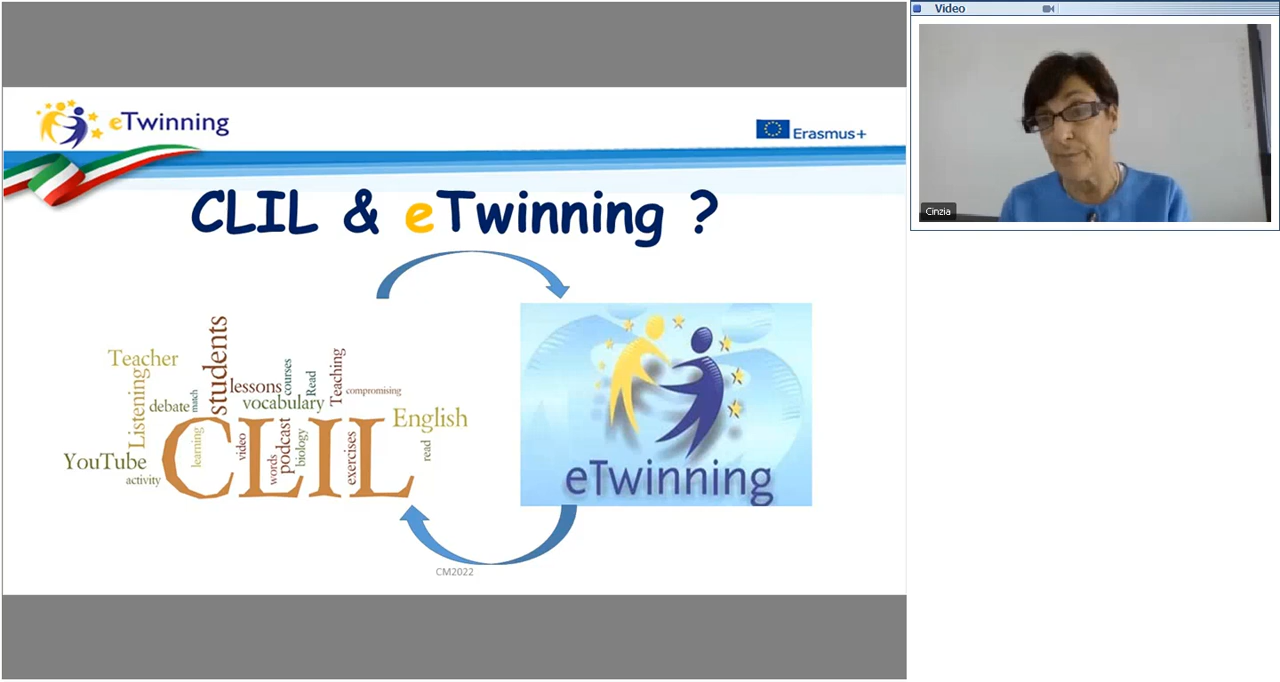 eTwinning
Erasmus+
CLIL & eTwinning ?
Teacher
Listening
debate
match
students
lessons
vocabulary
courses
Read
Teaching
compromising
English
read
YouTube
activity
CLIL
learning
video
words
podcast
biology
exercises
eTwinning
CM2022
Video
Cinzia